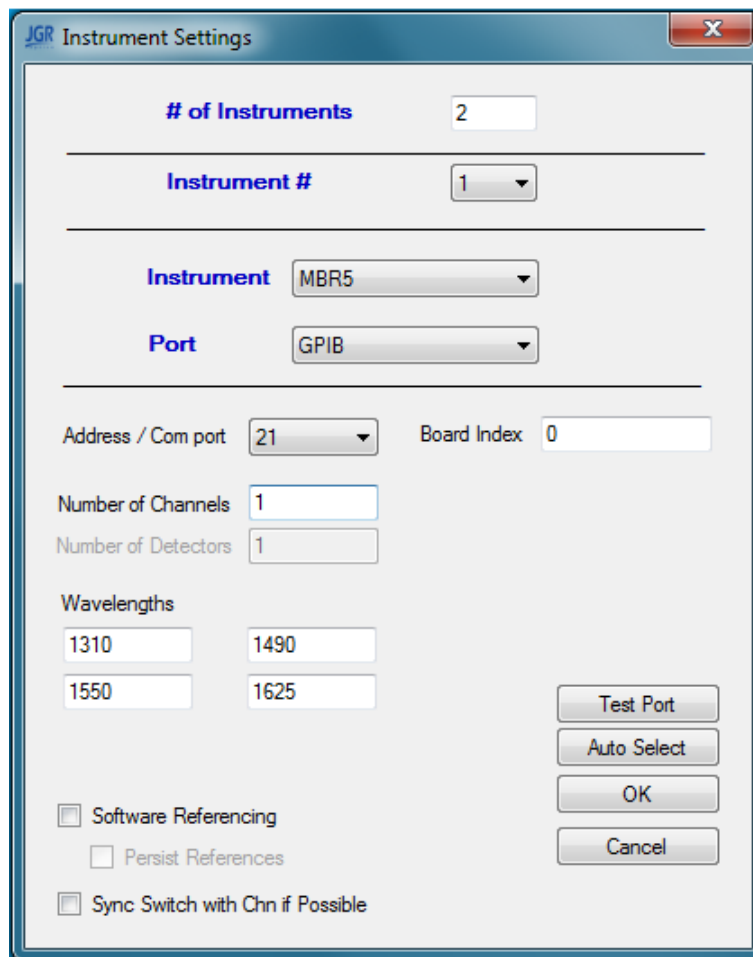 JGR Instrument Settings
# of Instruments 2
Instrument # 1
Instrument MBR5
Port GPIB
Address / Com port 21 Board Index 0
Number of Channels 1
Number of Detectors 1
Wavelengths
1310 1490
1550 1625
Test Port
Auto Select
OK
Software Referencing
Cancel
Persist References
Sync Switch with Chn if Possible